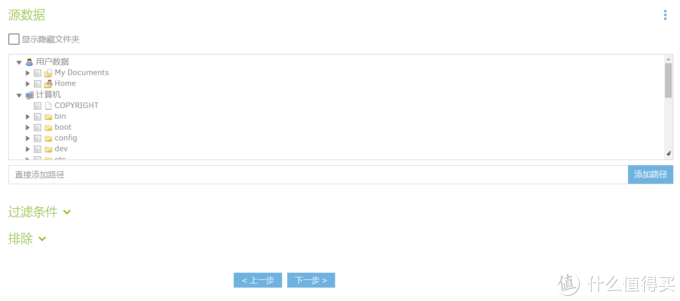 源数据
显示隐藏文件夹
用户数据
My Documents
Home
计算机
COPYRIGHT
bin
boot
config
dev
etc
直接添加路径
添加路径
过滤条件
排除
< 上一步
下一步 >
值 什么值得买